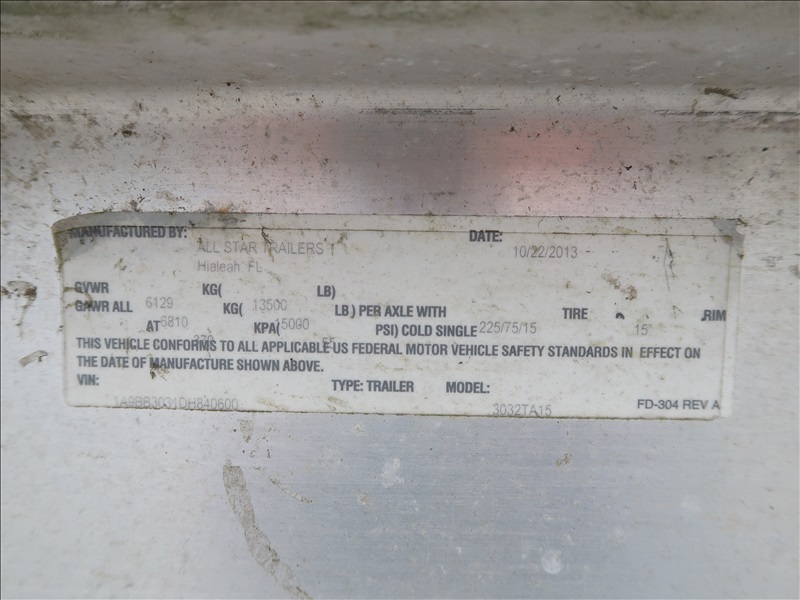 MANUFACTURED BY: ALL STAR TRAILERS DATE: 10/22/2013
Hialeah, FL
GVWR 6129 KG( 13500 LB)
GAWR ALL 6810 KG( 5000 LB) PER AXLE WITH TIRE RIM
AT KPA( PSI) COLD SINGLE 225/75/15 15"
THIS VEHICLE CONFORMS TO ALL APPLICABLE US FEDERAL MOTOR VEHICLE SAFETY STANDARDS IN EFFECT ON
THE DATE OF MANUFACTURE SHOWN ABOVE.
VIN: TYPE: TRAILER MODEL:
3032TA15 FD-304 REV A